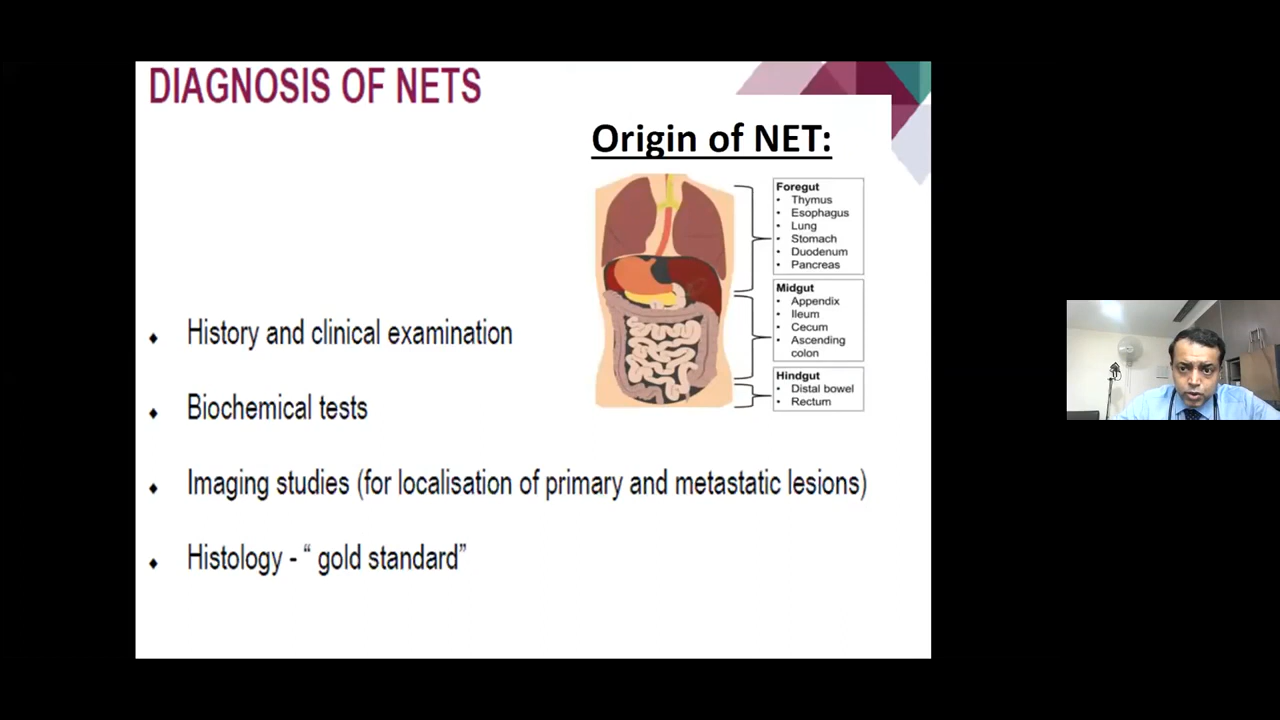 DIAGNOSIS OF NETS
Origin of NET:
Foregut
• Thymus
• Esophagus
• Lung
• Stomach
• Duodenum
• Pancreas
Midgut
• Appendix
• Ileum
• Cecum
• Ascending
colon
Hindgut
• Distal bowel
• Rectum
⬧ History and clinical examination
⬧ Biochemical tests
⬧ Imaging studies (for localisation of primary and metastatic lesions)
⬧ Histology - “ gold standard”